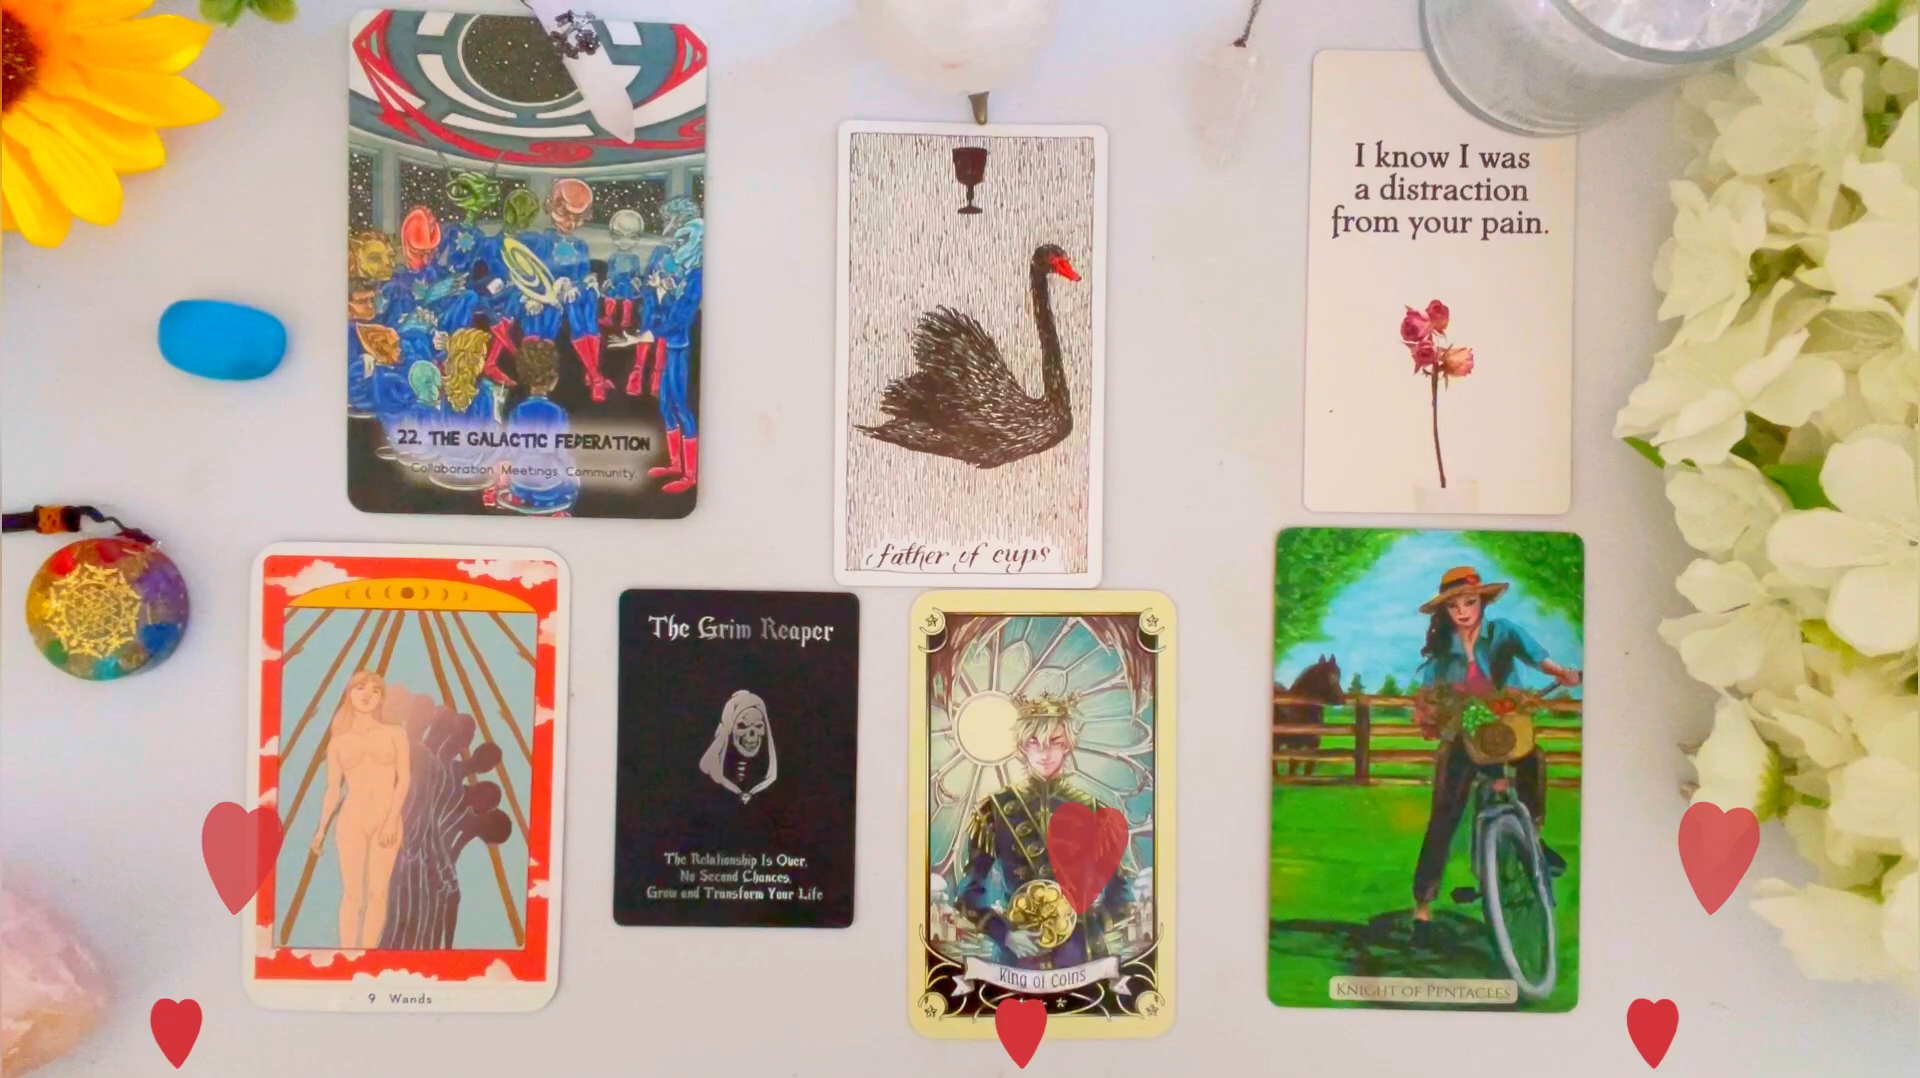 22. THE GALACTIC FEDERATION
Collaboration. Meetings. Community.
father of cups
I know I was
a distraction
from your pain.
9 Wands
The Grim Reaper
The Relationship Is Over.
No Second Chances.
Grow and Transform Your Life
King of Coins
KNIGHT OF PENTACLES